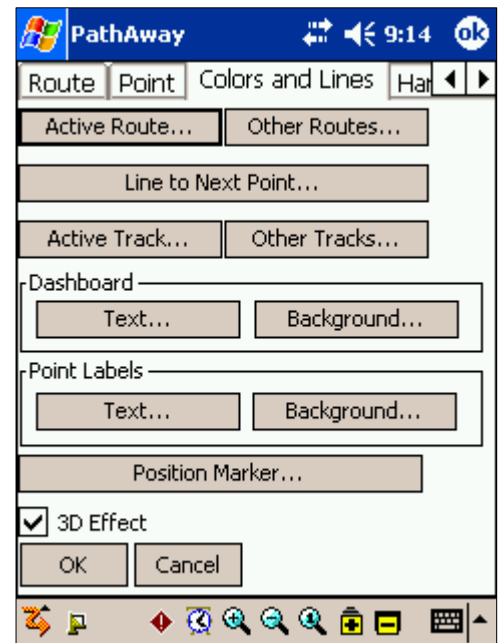 PathAway 9:14 ok
Route Point Colors and Lines
Active Route... Other Routes...
Line to Next Point...
Active Track... Other Tracks...
Dashboard
Text... Background...
Point Labels
Text... Background...
Position Marker...
3D Effect
OK Cancel